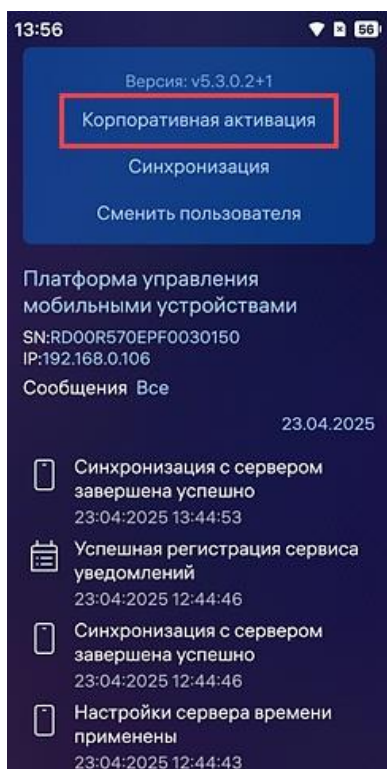 13:56
56
Версия: v5.3.0.2+1
Корпоративная активация
Синхронизация
Сменить пользователя
Платформа управления
мобильными устройствами
SN:RD00R570EPF0030150
IP:192.168.0.106
Сообщения Все
23.04.2025
Синхронизация с сервером
завершена успешно
23:04:2025 13:44:53
Успешная регистрация сервиса
уведомлений
23:04:2025 12:44:46
Синхронизация с сервером
завершена успешно
23:04:2025 12:44:46
Настройки сервера времени
применены
23:04:2025 12:44:43